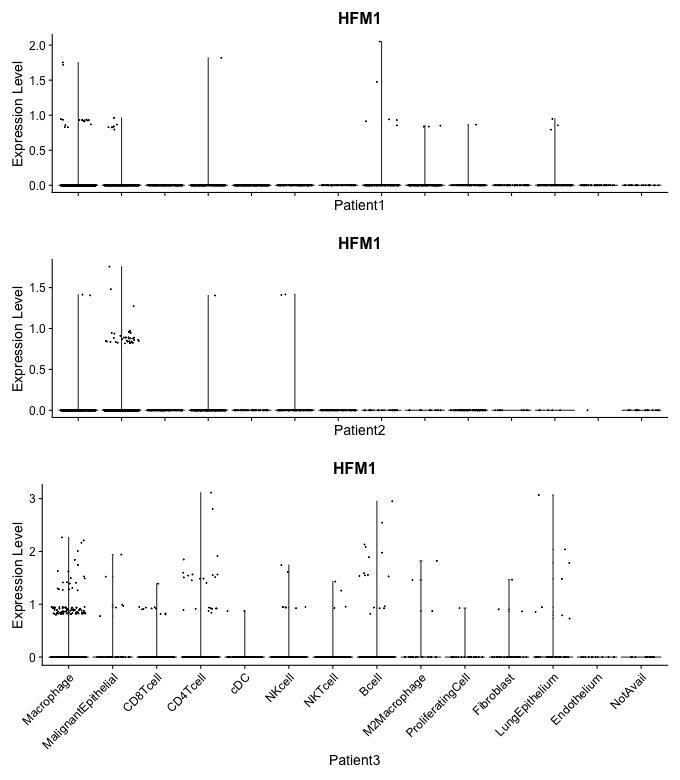 HFM1
Expression Level
2.0
1.5
1.0
0.5
0.0
Patient1
HFM1
Expression Level
1.5
1.0
0.5
0.0
Patient2
HFM1
Expression Level
3
2
1
0
Macrophage
MalignantEpithelial
CD8Tcell
CD4Tcell
cDC
NKcell
NKTcell
Bcell
M2Macrophage
ProliferatingCell
Fibroblast
LungEpithelium
Endothelium
NotAvail
Patient3